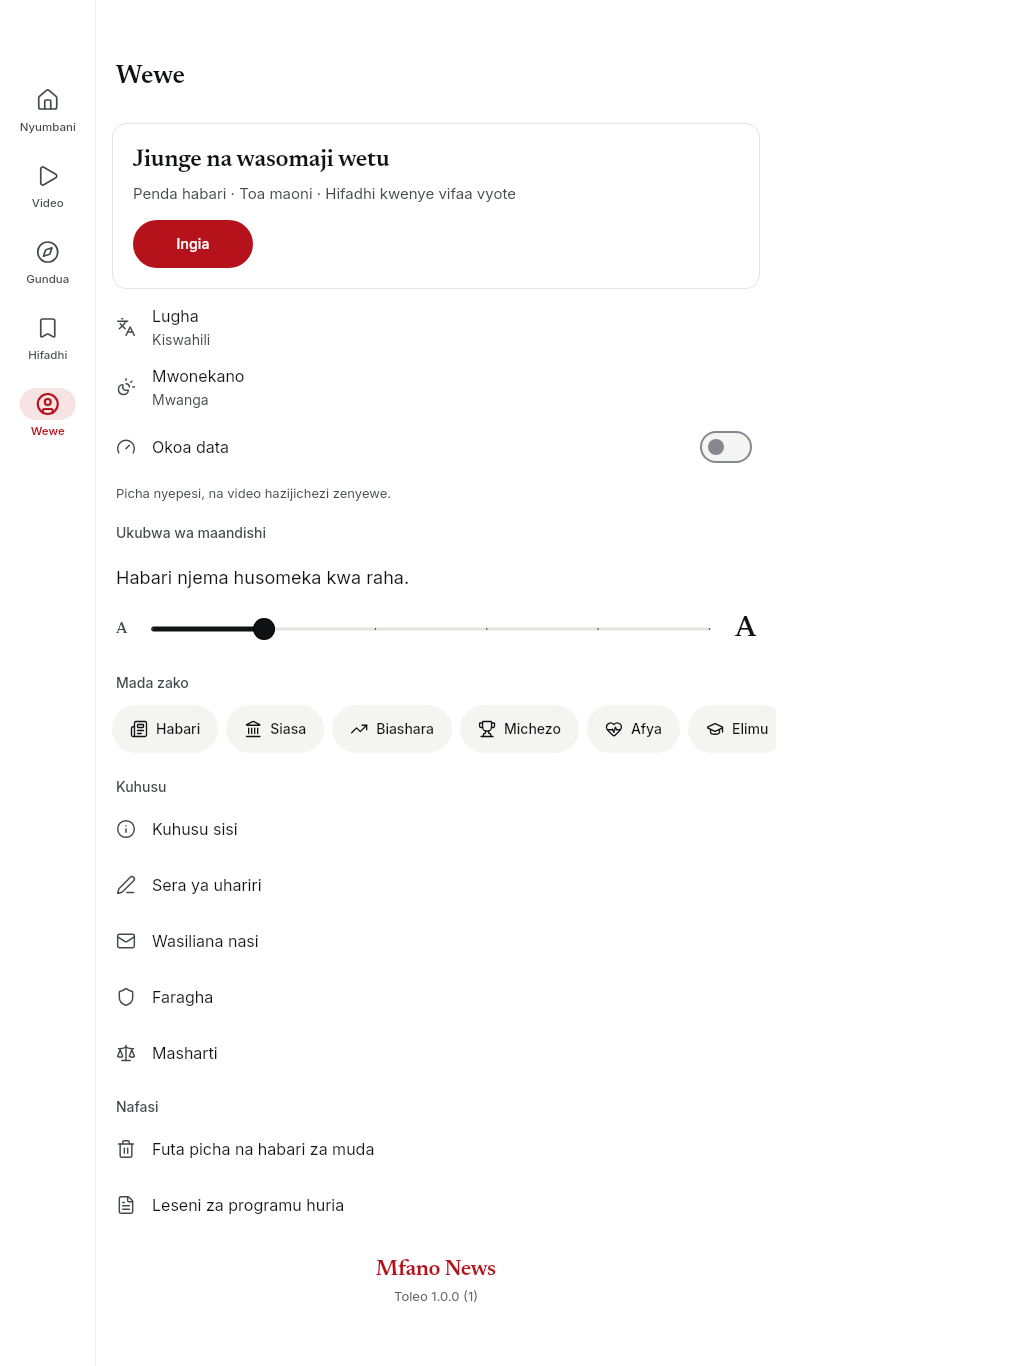 Wewe
Nyumbani
Video
Gundua
Hifadhi
Wewe
Jiunge na wasomaji wetu
Penda habari · Toa maoni · Hifadhi kwenye vifaa vyote
Ingia
Lugha
Kiswahili
Mwonekano
Mwanga
Okoa data
Picha nyepesi, na video hazijichezi zenyewe.
Ukubwa wa maandishi
Habari njema husomeka kwa raha.
A A
Mada zako
Habari Siasa Biashara Michezo Afya Elimu
Kuhusu
Kuhusu sisi
Sera ya uhariri
Wasiliana nasi
Faragha
Masharti
Nafasi
Futa picha na habari za muda
Leseni za programu huria
Mfano News
Toleo 1.0.0 (1)